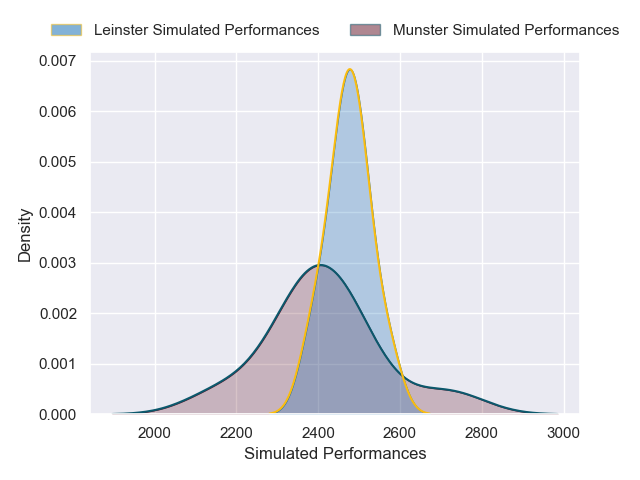 Leinster Simulated Performances
Munster Simulated Performances
0.007
0.006
0.005
0.004
0.003
0.002
0.001
0.000
Density
2000 2200 2400 2600 2800 3000
Simulated Performances